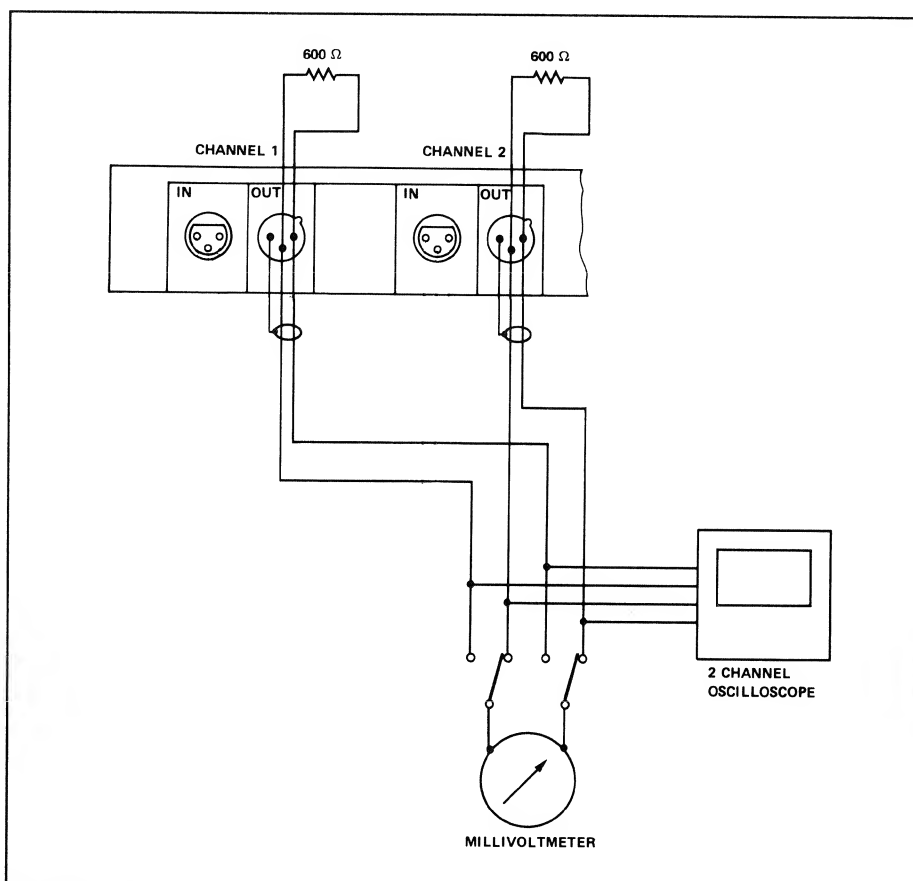 600 Ω
600 Ω
CHANNEL 1
CHANNEL 2
IN
OUT
IN
OUT
2 CHANNEL
OSCILLOSCOPE
MILLIVOLTMETER